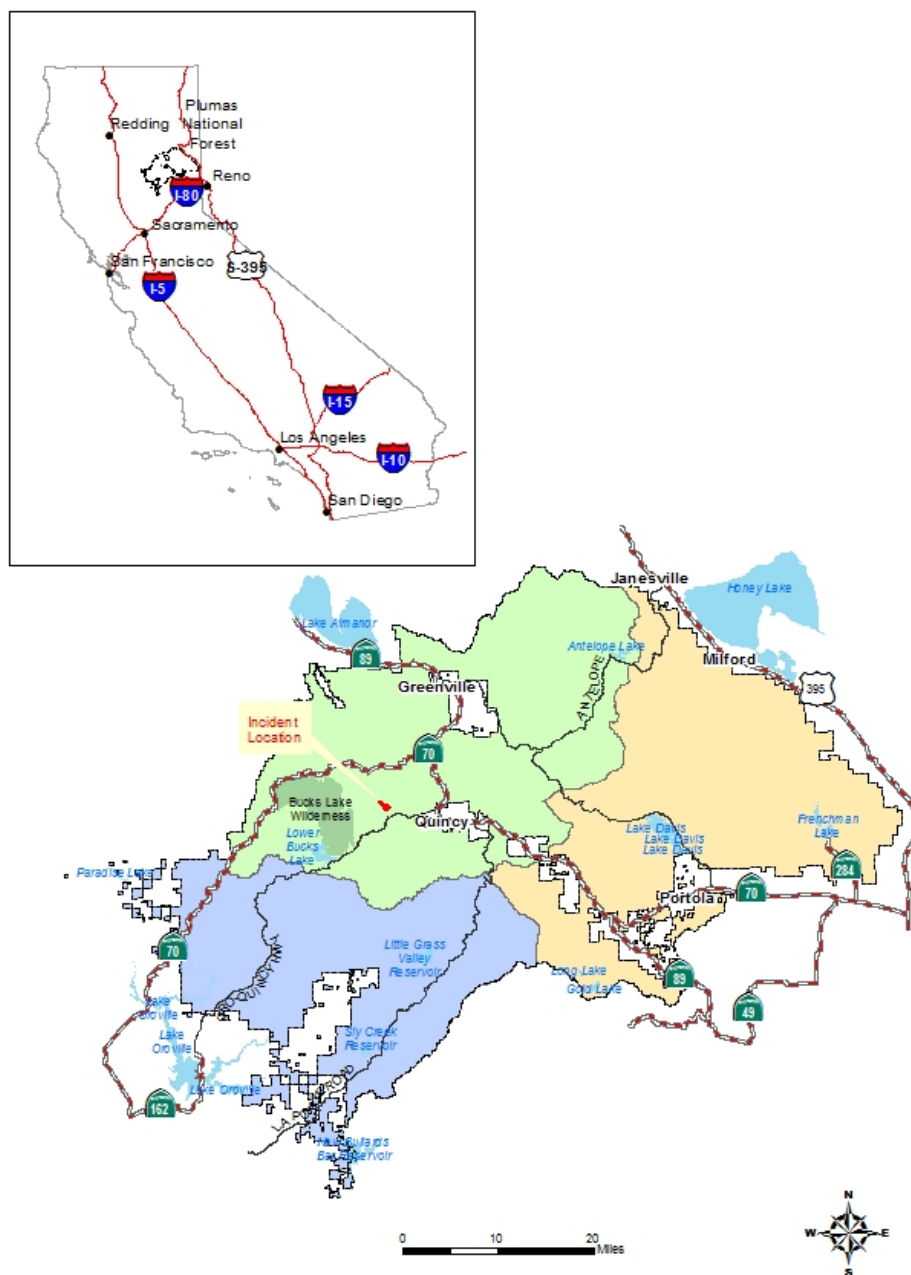 Plumas
National
Forest
Redding
Reno
I-80
Sacramento
San Francisco
S-395
I-5
I-15
Los Angeles
I-10
San Diego
Janesville
Honey Lake
Lake Almanor
Antelope Lake
89
Milford
Greenville
ANTELOPE
395
Incident
Location
70
Bucks Lake
Wilderness
Quincy
Lower
Bucks
Lake
Lake Davis
Lake Davis
Lake Davis
Frenchman
Lake
Paradise Lake
284
70
Portola
70
Little Grass
Valley
Reservoir
Long Lake
Gold Lake
89
49
Lake
Oroville
Lake
Oroville
Sly Creek
Reservoir
Lake Oroville
162
Bar Reservoir
N
W
E
S
0
10
20
Miles